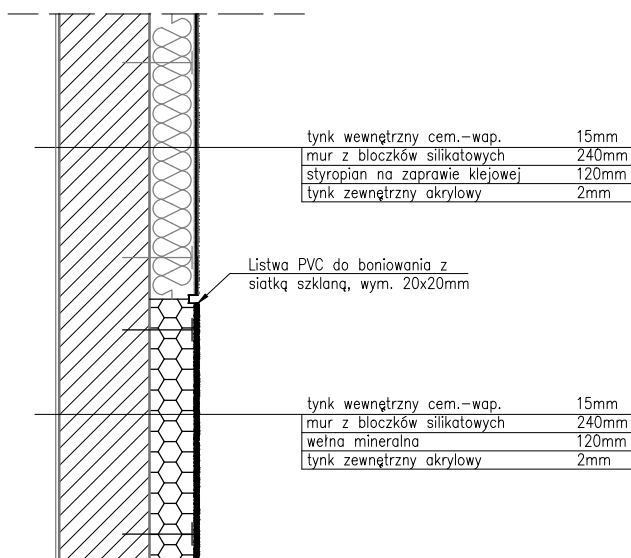 tynk wewnętrzny cem.-wap. 15mm
mur z bloczków silikatowych 240mm
styropian na zaprawie klejowej 120mm
tynk zewnętrzny akrylowy 2mm
Listwa PVC do boniowania z
siatką szklaną, wym. 20x20mm
tynk wewnętrzny cem.-wap. 15mm
mur z bloczków silikatowych 240mm
wełna mineralna 120mm
tynk zewnętrzny akrylowy 2mm